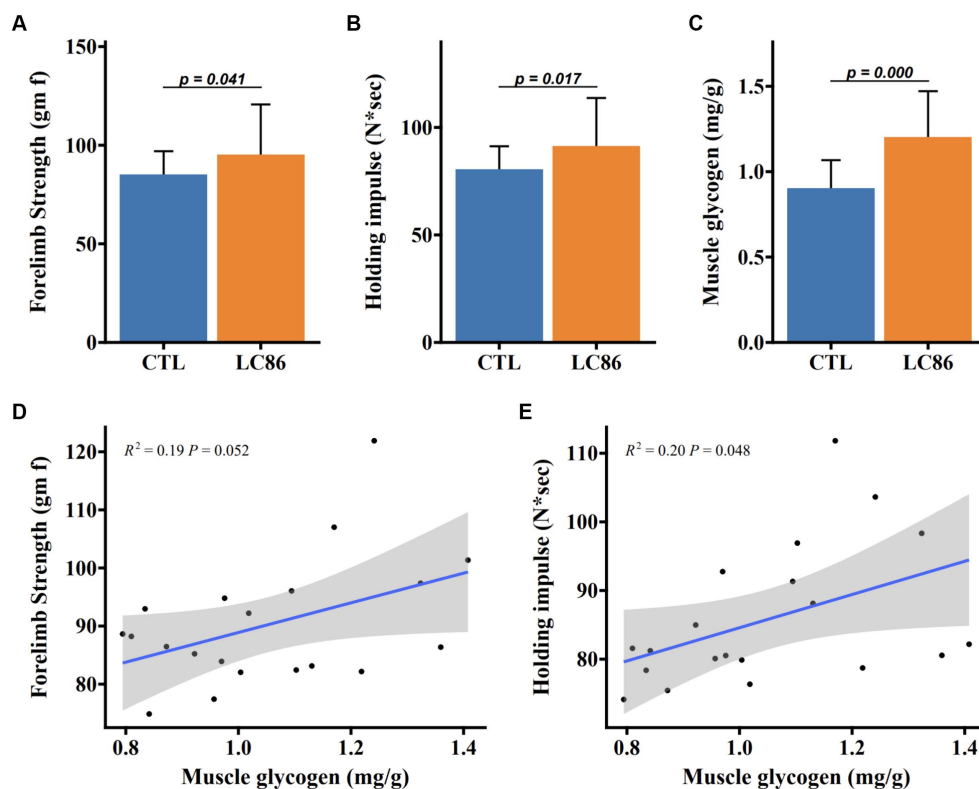 A
B
C
Forelimb Strength (gm f)
150
100
50
0
p = 0.041
CTL
LC86
Holding impulse (N*sec)
100
50
0
p = 0.017
CTL
LC86
Muscle glycogen (mg/g)
1.5
1.0
0.5
0.0
p = 0.000
CTL
LC86
D
E
Forelimb Strength (gm f)
120
110
100
90
80
R² = 0.19 P = 0.052
0.8
1.0
1.2
1.4
Muscle glycogen (mg/g)
Holding impulse (N*sec)
110
100
90
80
R² = 0.20 P = 0.048
0.8
1.0
1.2
1.4
Muscle glycogen (mg/g)